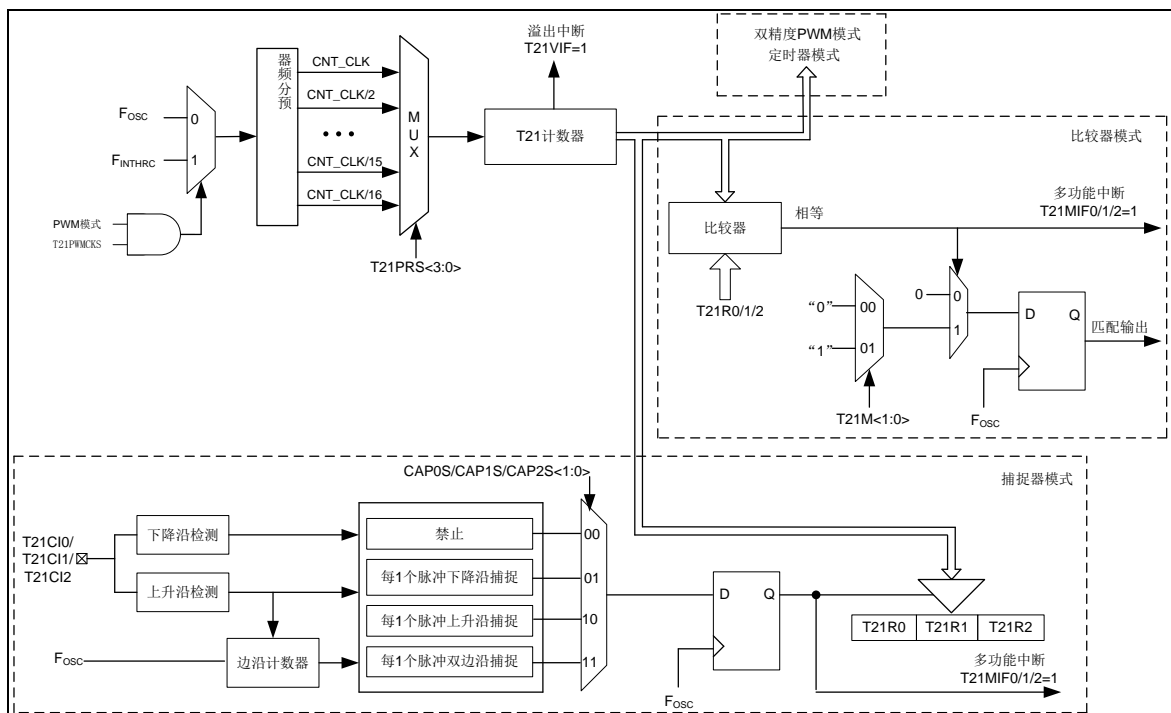 溢出中断
T21VIF=1
双精度PWM模式
定时器模式
器频分预
CNT_CLK
CNT_CLK/2
•••
CNT_CLK/15
CNT_CLK/16
MUX
T21PRS<3:0>
FOSC
0
FINTHRC
1
PWM模式
T21PWMCKS
T21计数器
比较器模式
比较器
相等
多功能中断
T21MIF0/1/2=1
T21R0/1/2
“0”
00
“1”
01
T21M<1:0>
0
0
1
D
Q
FOSC
匹配输出
捕捉器模式
CAP0S/CAP1S/CAP2S<1:0>
T21CI0/
T21CI1/
T21CI2
下降沿检测
上升沿检测
FOSC
边沿计数器
禁止
每1个脉冲下降沿捕捉
每1个脉冲上升沿捕捉
每1个脉冲双边沿捕捉
00
01
10
11
D
Q
FOSC
T21R0
T21R1
T21R2
多功能中断
T21MIF0/1/2=1